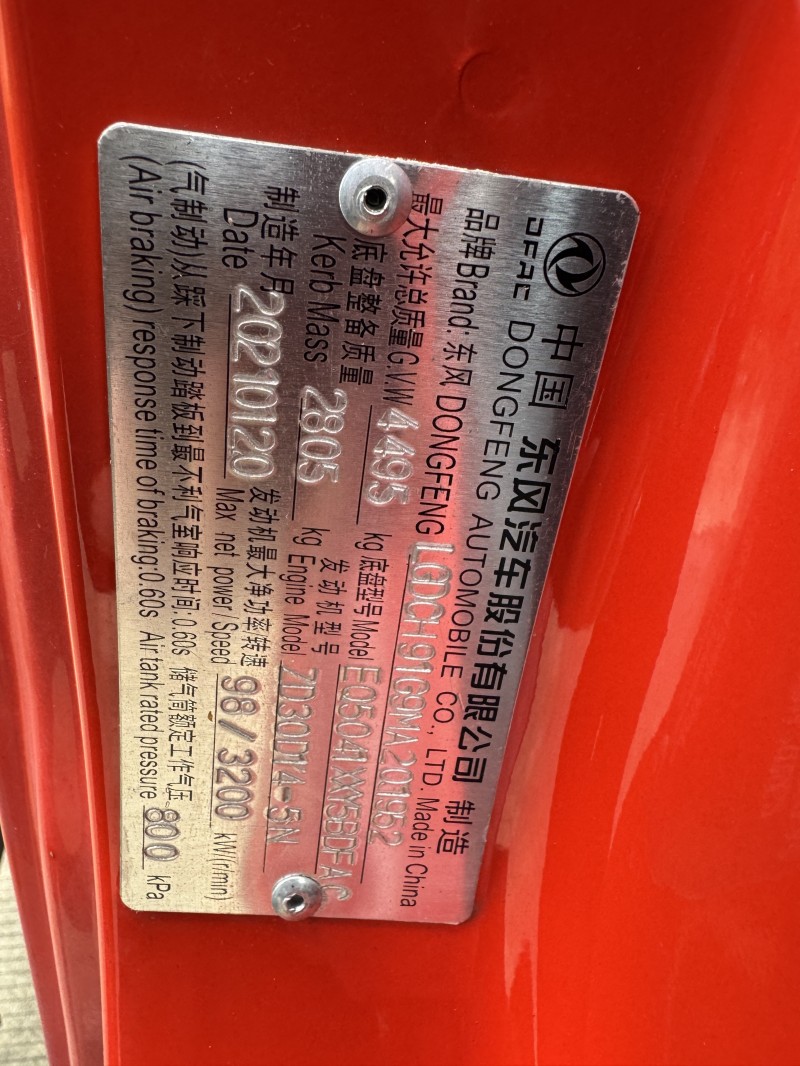 中国 东风汽车股份有限公司 制造
DFAC DONGFENG AUTOMOBILE CO., LTD. Made in China
品牌Brand: 东风 DONGFENG LGDCH91G9MA201952
最大允许总质量G.V.W 4495 kg 底盘型号Model EQ5041XXY5BDFAC
底盘整备质量 Kerb Mass 2805 kg 发动机型号 Engine Model ZD30D14-5N
制造年月 Date 20210120 发动机最大净功率转速 Max net power/Speed 98/3200 kW/(r/min)
(气制动)从踩下制动踏板到最不利气室响应时间:0.60s 储气筒额定工作气压
(Air braking) response time of braking:0.60s Air tank rated pressure 800 kPa